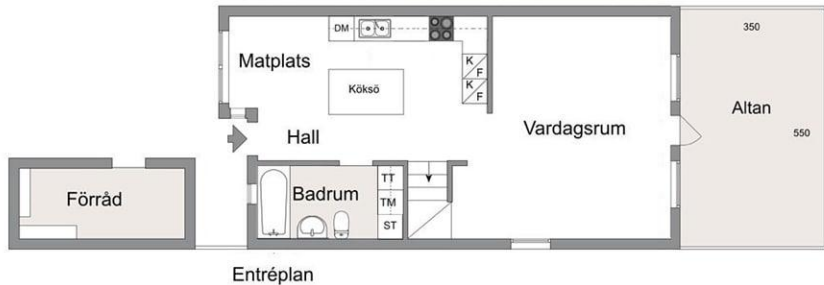 DM
350
Matplats
K
F
K
F
Köksö
Altan
Vardagsrum
550
Hall
TT
Badrum
Förråd
TM
ST
Entréplan